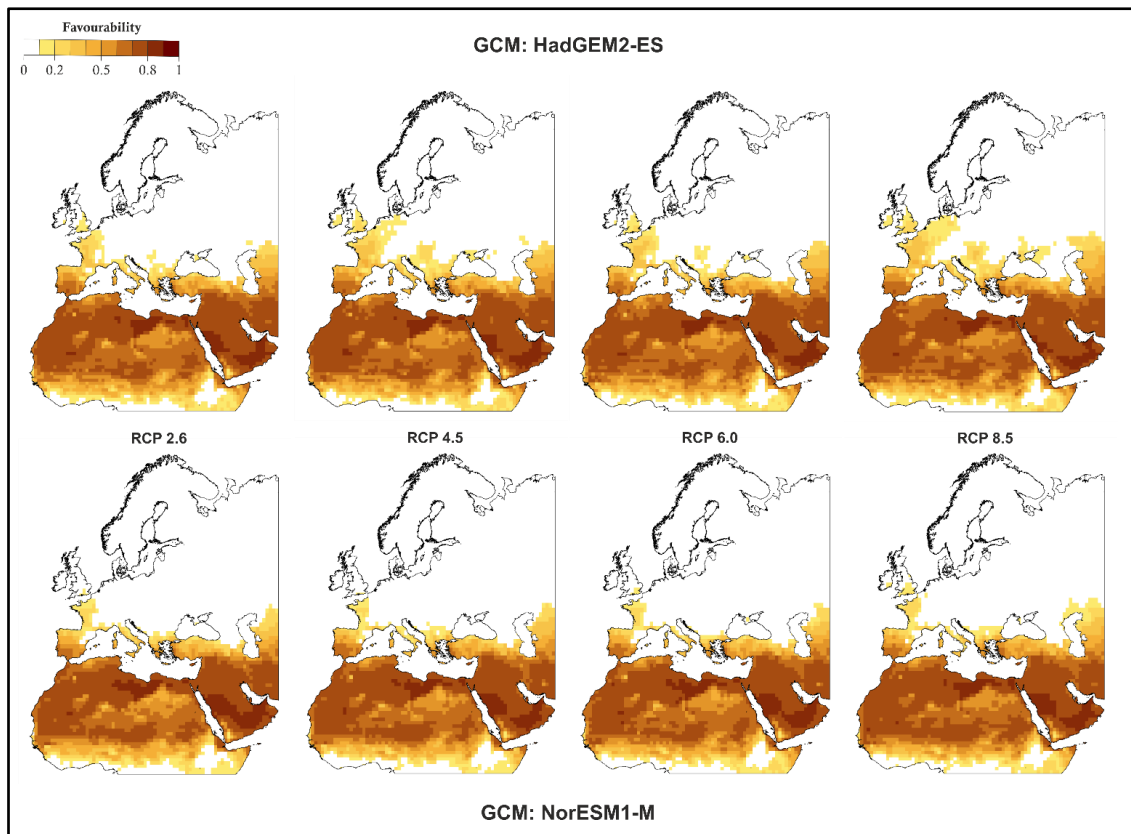 Favourability
0 0.2 0.5 0.8 1
GCM: HadGEM2-ES
RCP 2.6 RCP 4.5 RCP 6.0 RCP 8.5
GCM: NorESM1-M